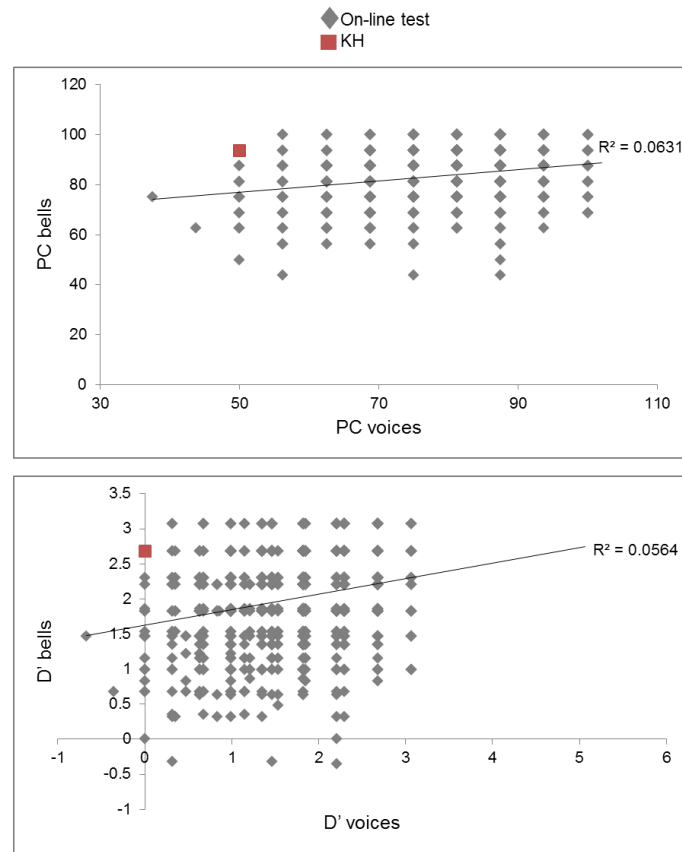 On-line test
KH
120
100
80
60
40
20
0
PC bells
R² = 0.0631
30 50 70 90 110
PC voices
3.5
3
2.5
2
1.5
1
0.5
0
-0.5
-1
D' bells
R² = 0.0564
-1 0 1 2 3 4 5 6
D' voices